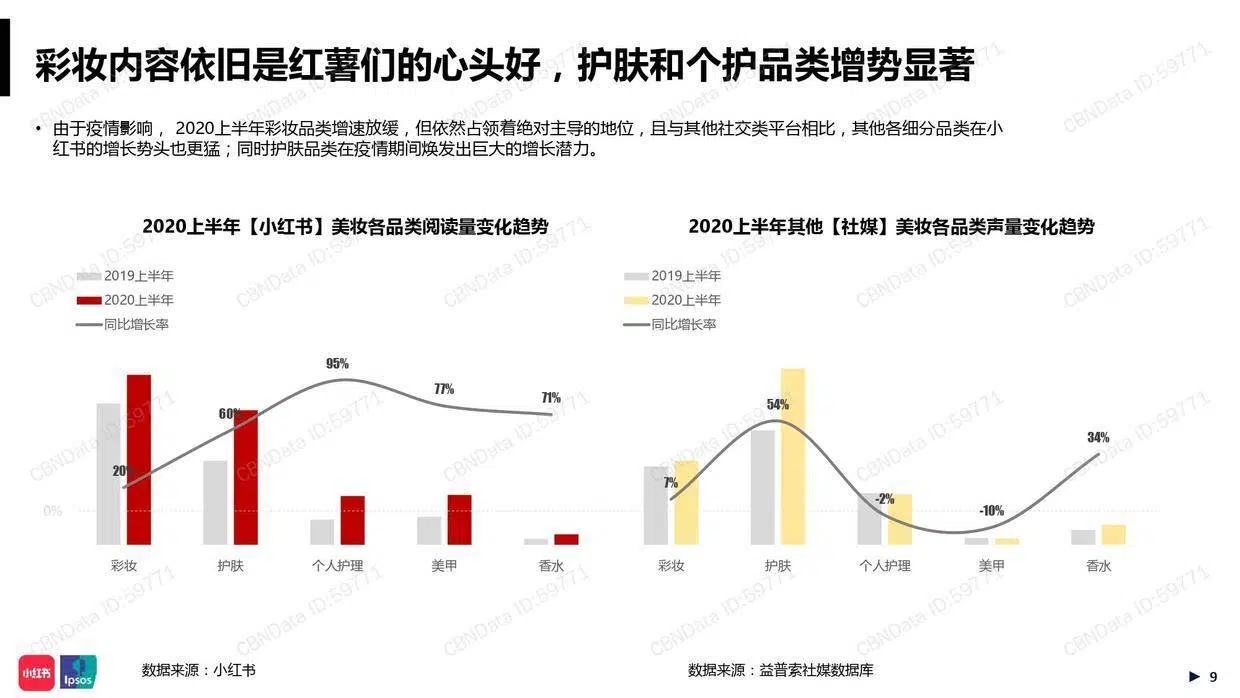 彩妆内容依旧是红薯们的心头好，护肤和个护品类增势显著
• 由于疫情影响， 2020上半年彩妆品类增速放缓，但依然占领着绝对主导的地位，且与其他社交类平台相比，其他各细分品类在小
红书的增长势头也更猛；同时护肤品类在疫情期间焕发出巨大的增长潜力。
2020上半年【小红书】美妆各品类阅读量变化趋势
2019上半年
2020上半年
同比增长率
20%
60%
95%
77%
71%
0%
彩妆 护肤 个人护理 美甲 香水
数据来源：小红书
2020上半年其他【社媒】美妆各品类声量变化趋势
2019上半年
2020上半年
同比增长率
7%
54%
-2%
-10%
34%
彩妆 护肤 个人护理 美甲 香水
数据来源：益普索社媒数据库
小红书
Ipsos
▶ 9
CBNData ID:59771